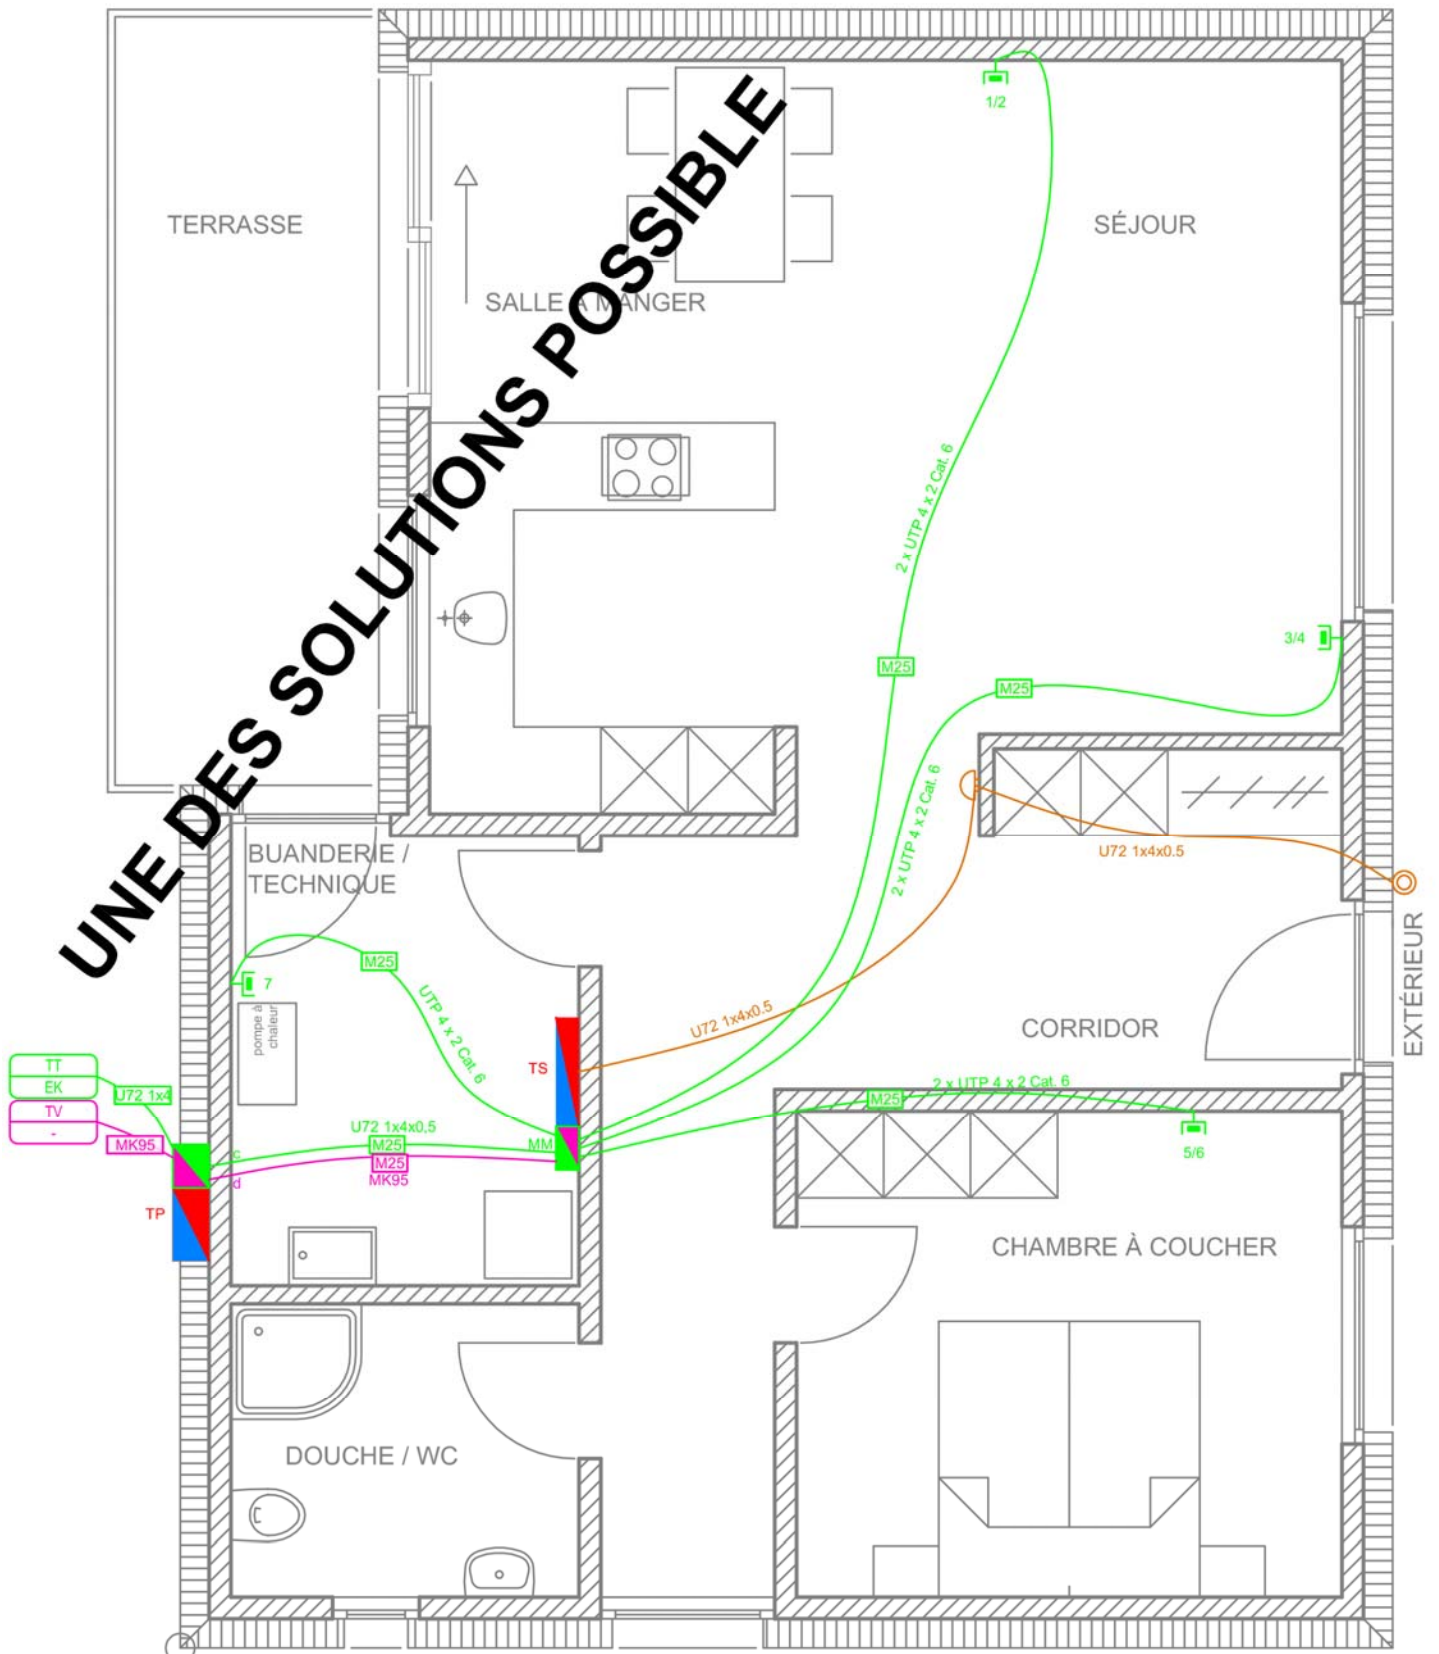 1/2
TERRASSE
SÉJOUR
SALLE À MANGER
UNE DES SOLUTIONS POSSIBLE
2 x UTP 4 x 2 Cat. 6
3/4
M25
M25
2 x UTP 4 x 2 Cat. 6
BUANDERIE /
TECHNIQUE
U72 1x4x0.5
EXTÉRIEUR
M25
7
UTP 4 x 2 Cat. 6
pompe à
chaleur
U72 1x4x0.5
CORRIDOR
TS
TT
EK
U72 1x4
TV
-
MK95
2 x UTP 4 x 2 Cat. 6
M25
U72 1x4x0,5
M25
MM
c
M25
MK95
d
5/6
TP
CHAMBRE À COUCHER
DOUCHE / WC